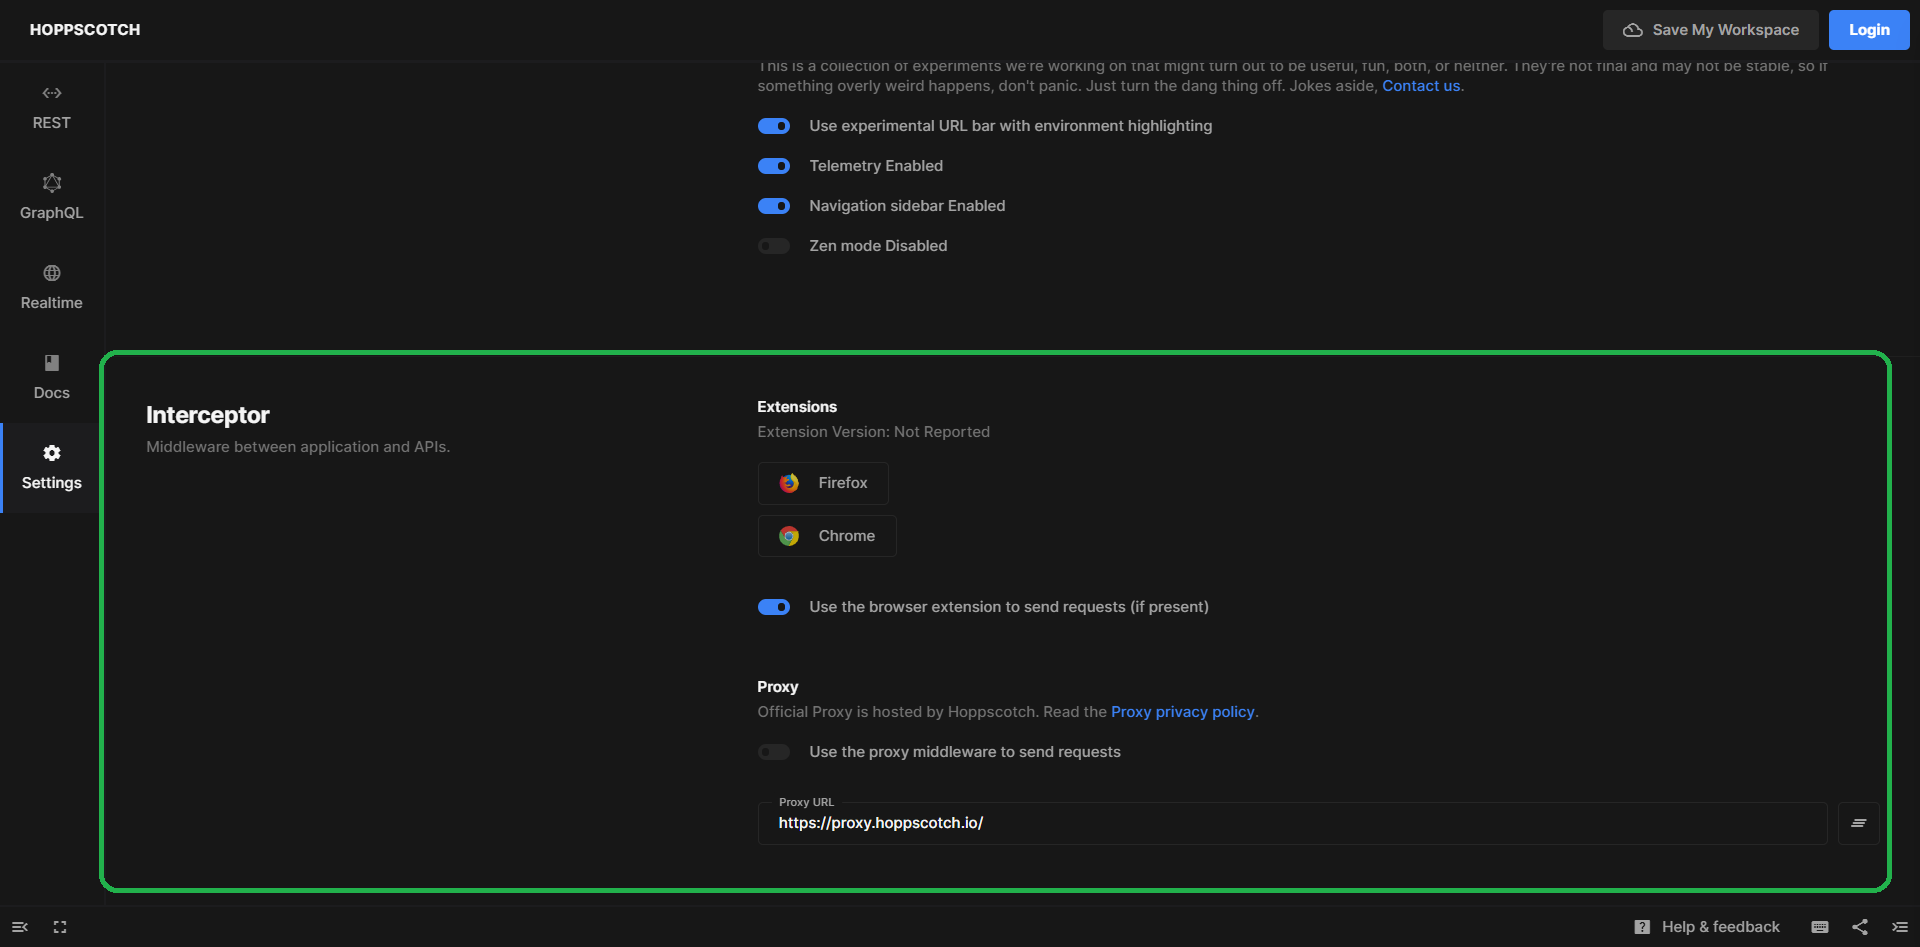 HOPPSCOTCH
Save My Workspace
Login
REST
GraphQL
Realtime
Docs
Settings
This is a collection of experiments we're working on that might turn out to be useful, fun, both, or neither. They're not final and may not be stable, so if
something overly weird happens, don't panic. Just turn the dang thing off. Jokes aside, Contact us.
Use experimental URL bar with environment highlighting
Telemetry Enabled
Navigation sidebar Enabled
Zen mode Disabled
Interceptor
Middleware between application and APIs.
Extensions
Extension Version: Not Reported
Firefox
Chrome
Use the browser extension to send requests (if present)
Proxy
Official Proxy is hosted by Hoppscotch. Read the Proxy privacy policy.
Use the proxy middleware to send requests
Proxy URL
https://proxy.hoppscotch.io/
Help & feedback